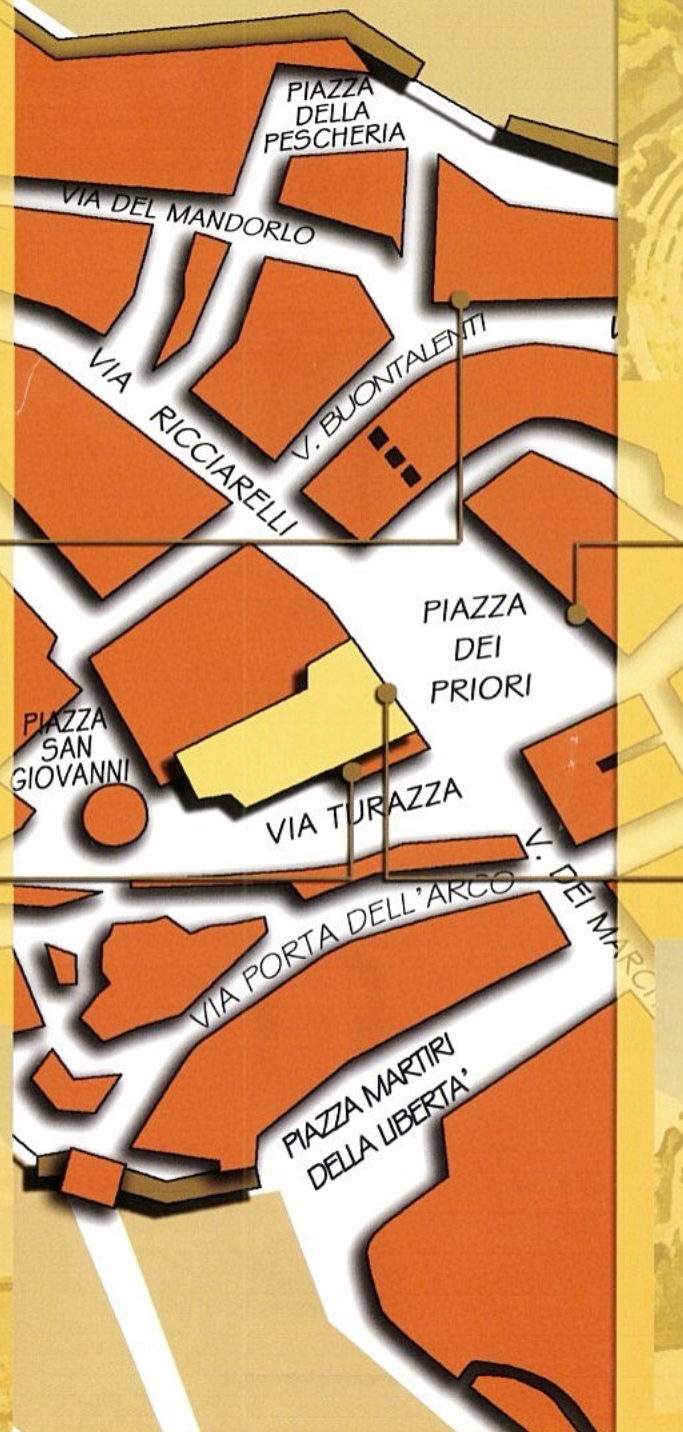 PIAZZA
DELLA
PESCHERIA
VIA DEL MANDORLO
V. BUONTALENTI
VIA RICCIARELLI
PIAZZA
DEI
PRIORI
PIAZZA
SAN
GIOVANNI
VIA TURAZZA
V. DEI
VIA PORTA DELL'ARCO
PIAZZA MARTIRI
DELLA LIBERTA'